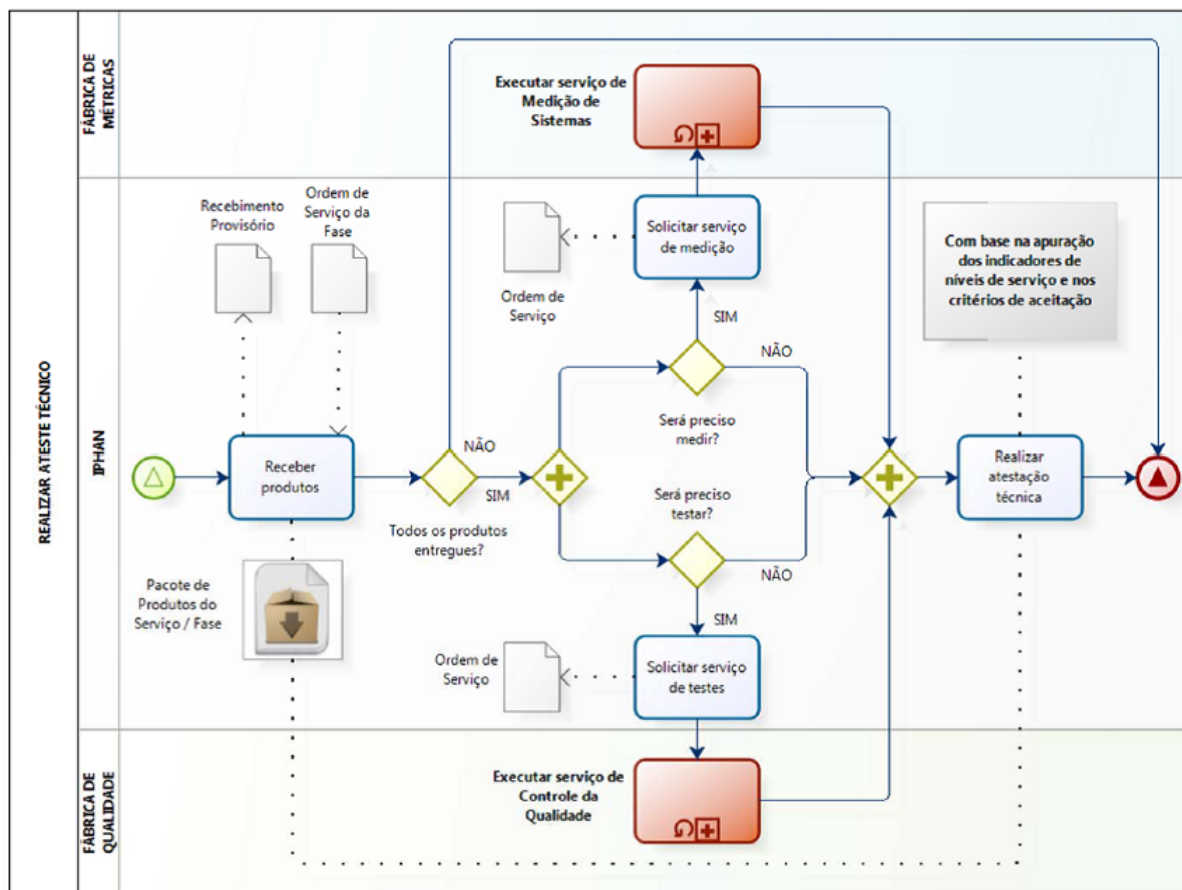 REALIZAR ATESTE TÉCNICO
FÁBRICA DE
MÉTRICAS
Executar serviço de
Medição de
Sistemas
IPHAN
Recebimento
Provisório
Ordem de
Serviço da
Fase
Ordem de
Serviço
Solicitar serviço
de medição
Com base na apuração
dos indicadores de
níveis de serviço e nos
critérios de aceitação
SIM
NÃO
Será preciso
medir?
Receber
produtos
NÃO
SIM
Todos os produtos
entregues?
Será preciso
testar?
NÃO
SIM
Realizar
atestação
técnica
Pacote de
Produtos do
Serviço / Fase
Ordem de
Serviço
Solicitar serviço
de testes
FÁBRICA DE
QUALIDADE
Executar serviço de
Controle da
Qualidade